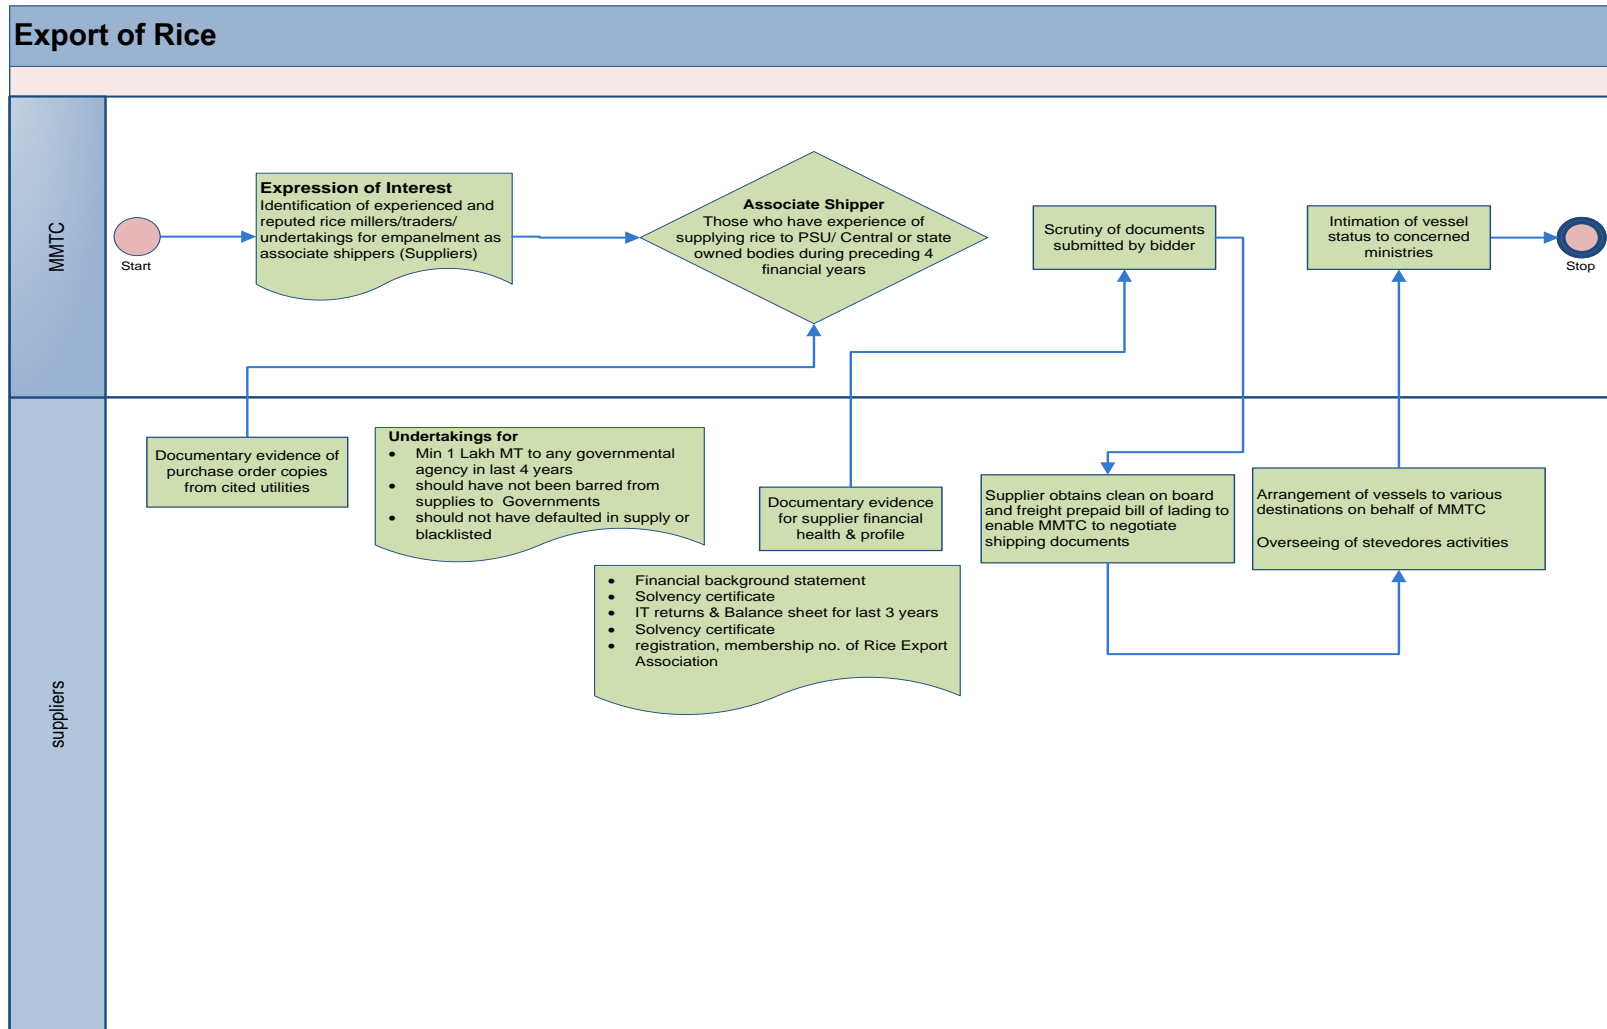 Export of Rice
MMTC
Start
Expression of Interest
Identification of experienced and
reputed rice millers/traders/
undertakings for empanelment as
associate shippers (Suppliers)
Associate Shipper
Those who have experience of
supplying rice to PSU/ Central or state
owned bodies during preceding 4
financial years
Scrutiny of documents
submitted by bidder
Intimation of vessel
status to concerned
ministries
Stop
suppliers
Documentary evidence of
purchase order copies
from cited utilities
Undertakings for
• Min 1 Lakh MT to any governmental
agency in last 4 years
• should have not been barred from
supplies to Governments
• should not have defaulted in supply or
blacklisted
Documentary evidence
for supplier financial
health & profile
• Financial background statement
• Solvency certificate
• IT returns & Balance sheet for last 3 years
• Solvency certificate
• registration, membership no. of Rice Export
Association
Supplier obtains clean on board
and freight prepaid bill of lading to
enable MMTC to negotiate
shipping documents
Arrangement of vessels to various
destinations on behalf of MMTC
Overseeing of stevedores activities